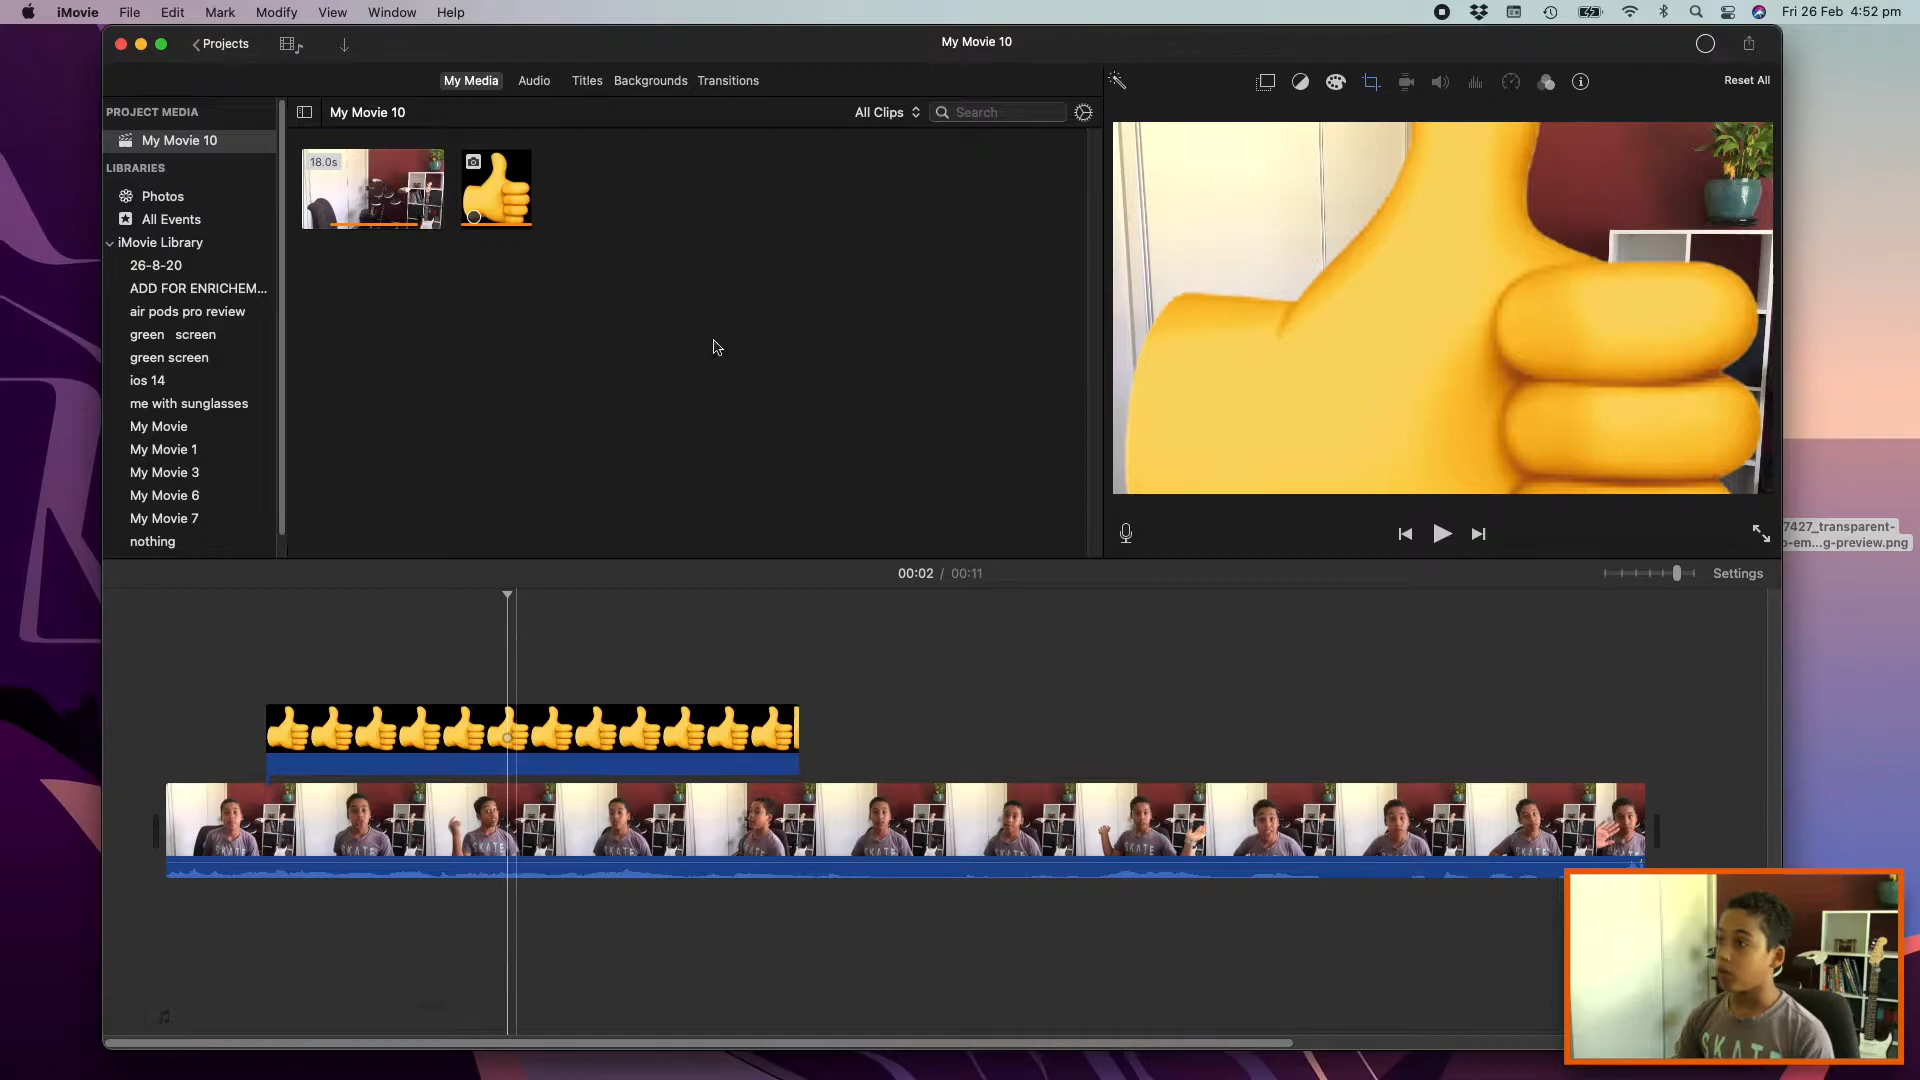 iMovie File Edit Mark Modify View Window Help
Fri 26 Feb 4:52 pm
Projects
My Movie 10
My Media Audio Titles Backgrounds Transitions
Reset All
PROJECT MEDIA
My Movie 10
All Clips
Search
My Movie 10
LIBRARIES
18.0s
Photos
All Events
iMovie Library
26-8-20
ADD FOR ENRICHEM...
air pods pro review
green screen
green screen
ios 14
me with sunglasses
My Movie
My Movie 1
My Movie 3
My Movie 6
My Movie 7
nothing
7427_transparent-
-em...g-preview.png
00:02 / 00:11
Settings
SKATE